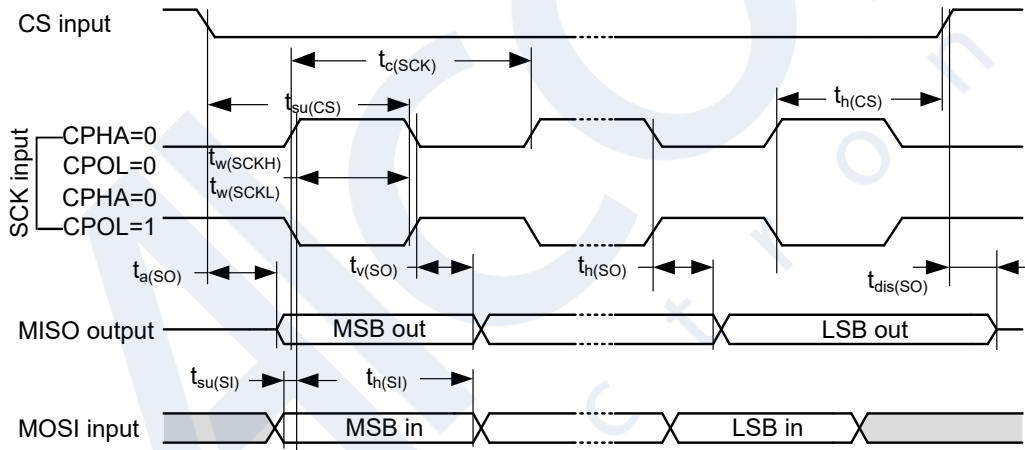 CS input
tc(SCK)
tsu(CS)
th(CS)
SCK input
CPHA=0
CPOL=0
CPHA=0
CPOL=1
tw(SCKH)
tw(SCKL)
ta(SO)
tv(SO)
th(SO)
tdis(SO)
MISO output
MSB out
LSB out
tsu(SI)
th(SI)
MOSI input
MSB in
LSB in